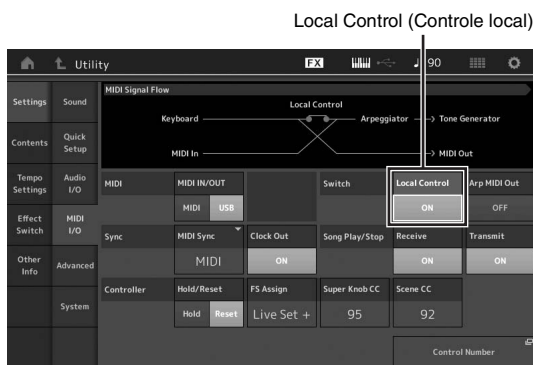 Local Control (Controle local)
Utility FX ♩ 90
MIDI Signal Flow
Local Control
Keyboard Arpeggiator Tone Generator
MIDI In MIDI Out
Settings Sound
Contents Quick Setup
Tempo Settings Audio I/O
Effect Switch MIDI I/O
Other Info Advanced
System
MIDI MIDI IN/OUT Switch Local Control Arp MIDI Out
MIDI USB ON OFF
Sync MIDI Sync Clock Out Song Play/Stop Receive Transmit
MIDI ON ON ON
Controller Hold/Reset FS Assign Super Knob CC Scene CC
Hold Reset Live Set + 95 92
Control Number